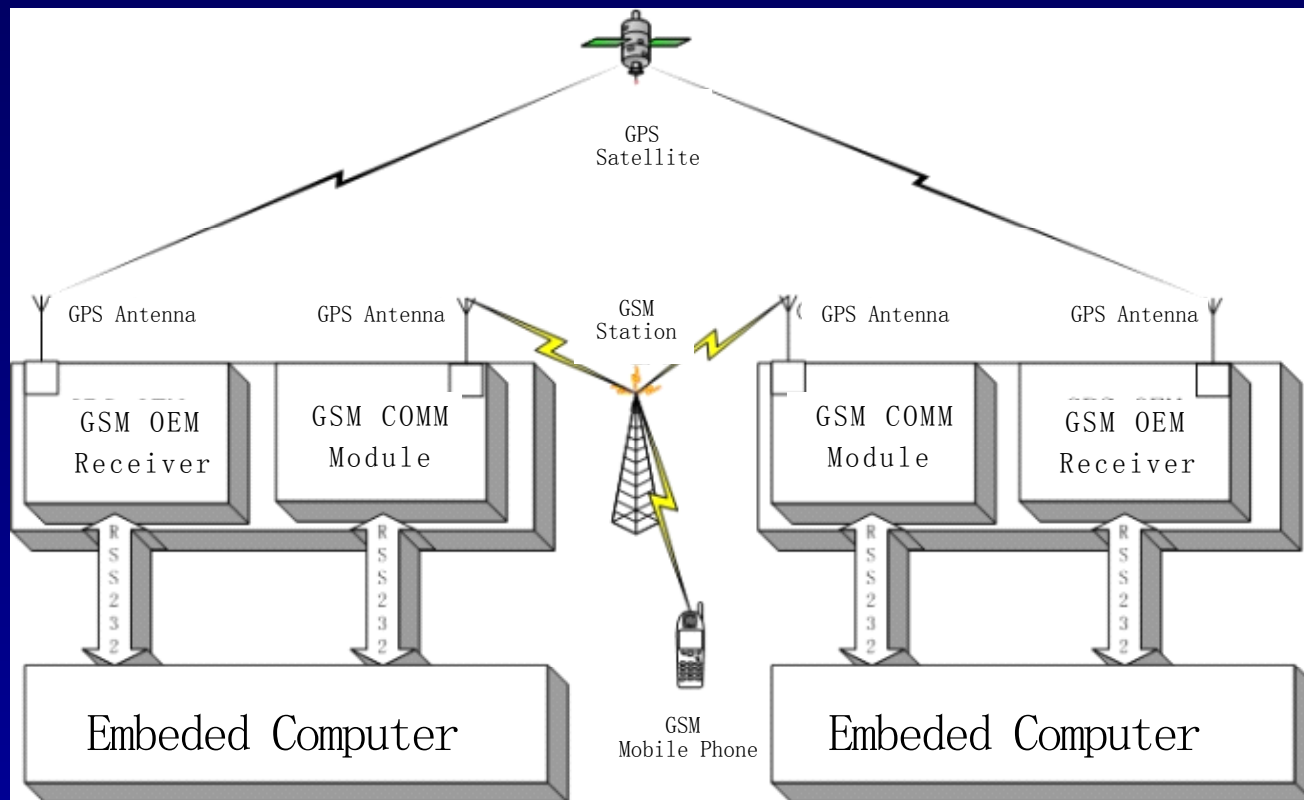 GPS
Satellite
GPS Antenna
GPS Antenna
GSM
Station
GPS Antenna
GPS Antenna
GSM OEM
Receiver
GSM COMM
Module
GSM COMM
Module
GSM OEM
Receiver
RSS232
RSS232
RSS232
RSS232
Embeded Computer
GSM
Mobile Phone
Embeded Computer